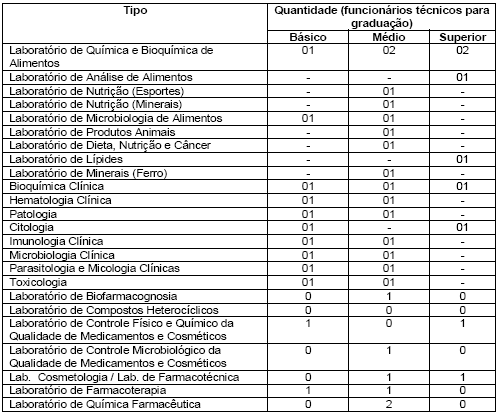 Tipo Quantidade (funcionários técnicos para
graduação)
Básico Médio Superior
Laboratório de Química e Bioquímica de 01 02 02
Alimentos
Laboratório de Análise de Alimentos - - 01
Laboratório de Nutrição (Esportes) - 01 -
Laboratório de Nutrição (Minerais) - 01 -
Laboratório de Microbiologia de Alimentos 01 01 -
Laboratório de Produtos Animais - 01 -
Laboratório de Dieta, Nutrição e Câncer - 01 -
Laboratório de Lípides - - 01
Laboratório de Minerais (Ferro) - 01 -
Bioquímica Clínica 01 01 01
Hematologia Clínica 01 01 -
Patologia 01 01 -
Citologia 01 - 01
Imunologia Clínica 01 01 -
Microbiologia Clínica 01 01 -
Parasitologia e Micologia Clínicas 01 01 -
Toxicologia 01 01 -
Laboratório de Biofarmacognosia 0 1 0
Laboratório de Compostos Heterocíclicos 0 0 0
Laboratório de Controle Físico e Químico da 1 0 1
Qualidade de Medicamentos e Cosméticos
Laboratório de Controle Microbiológico da 0 1 0
Qualidade de Medicamentos e Cosméticos
Lab. Cosmetologia / Lab. de Farmacotécnica 0 1 1
Laboratório de Farmacoterapia 1 1 0
Laboratório de Química Farmacêutica 0 2 0